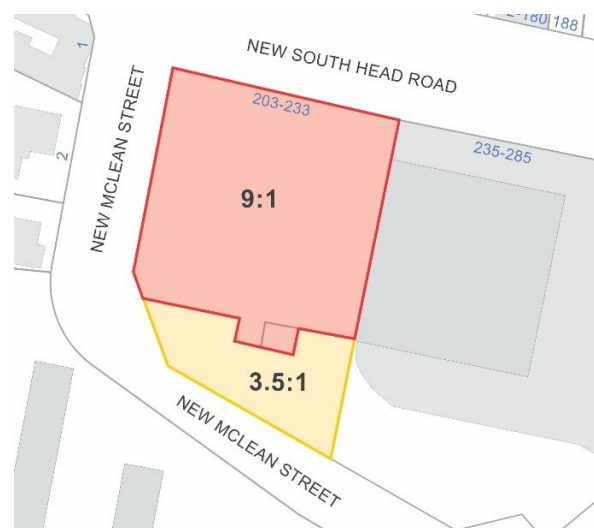 188
NEW SOUTH HEAD ROAD
1
203-233
235-285
NEW MCLEAN STREET
2
9:1
3.5:1
NEW MCLEAN STREET